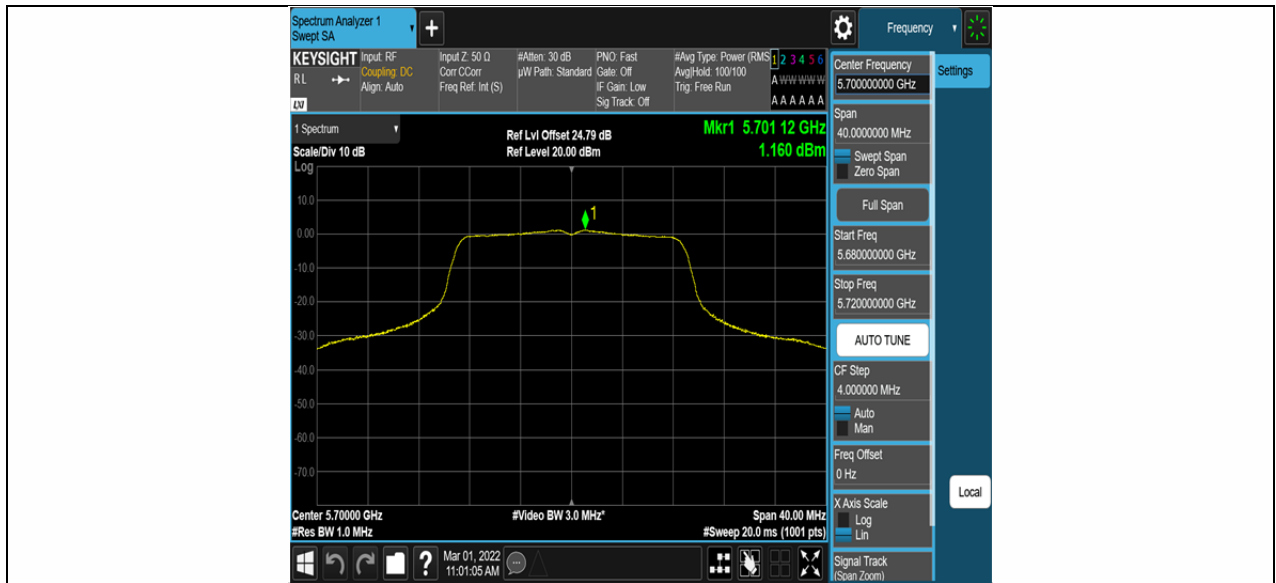 Spectrum Analyzer 1
Swept SA
Frequency
KEYSIGHT
RL
LXI
Input: RF
Coupling: DC
Align: Auto
Input Z: 50 Ω
Corr CCorr
Freq Ref: Int (S)
#Atten: 30 dB
µW Path: Standard
PNO: Fast
Gate: Off
IF Gain: Low
Sig Track: Off
#Avg Type: Power (RMS
Avg|Hold: 100/100
Trig: Free Run
1 2 3 4 5 6
A W W W W W
A A A A A A
1 Spectrum
Scale/Div 10 dB
Log
Ref Lvl Offset 24.79 dB
Ref Level 20.00 dBm
Mkr1 5.701 12 GHz
1.160 dBm
1
10.0
0.00
-10.0
-20.0
-30.0
-40.0
-50.0
-60.0
-70.0
Center 5.70000 GHz
#Res BW 1.0 MHz
#Video BW 3.0 MHz*
Span 40.00 MHz
#Sweep 20.0 ms (1001 pts)
?
Mar 01, 2022
11:01:05 AM
Center Frequency
5.700000000 GHz
Span
40.0000000 MHz
Swept Span
Zero Span
Full Span
Start Freq
5.680000000 GHz
Stop Freq
5.720000000 GHz
AUTO TUNE
CF Step
4.000000 MHz
Auto
Man
Freq Offset
0 Hz
X Axis Scale
Log
Lin
Signal Track
(Span Zoom)
Settings
Local